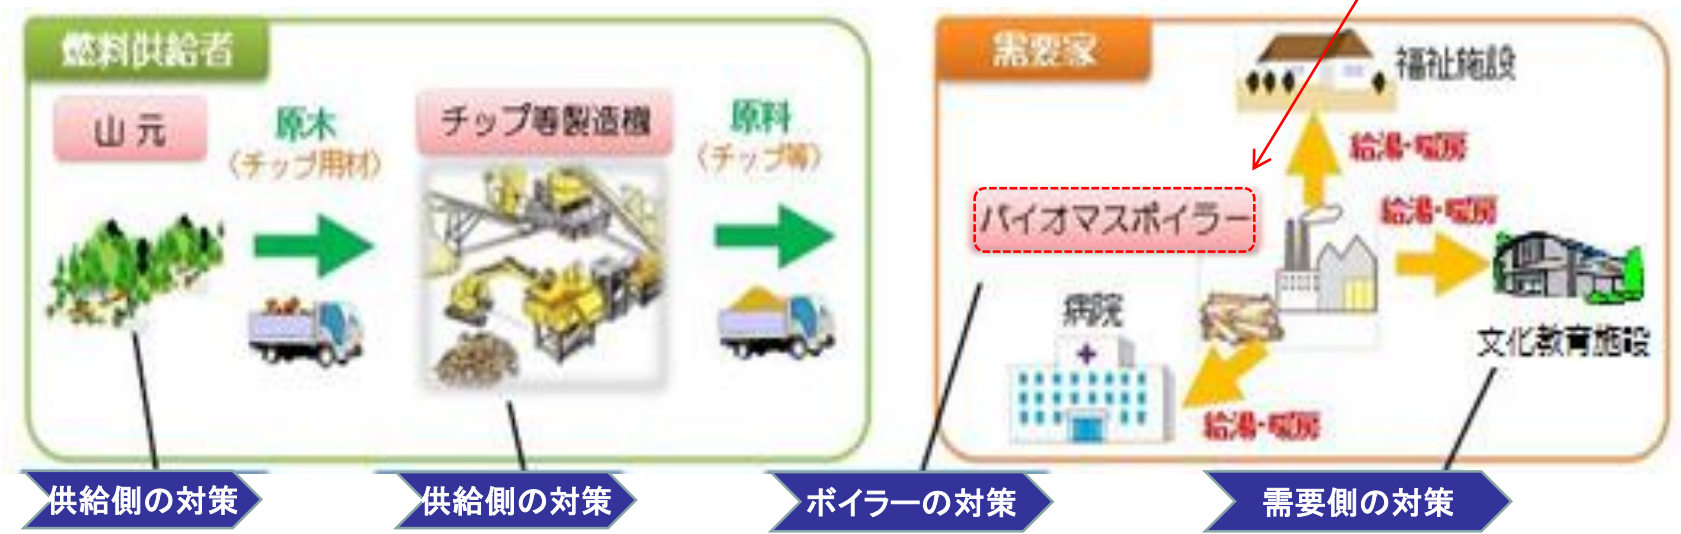 燃料供給者
山元
原木
(チップ用材)
チップ等製造機
原料
(チップ等)
需要家
福祉施設
給湯・暖房
バイオマスボイラー
給湯・暖房
文化教育施設
病院
給湯・暖房
供給側の対策
供給側の対策
ボイラーの対策
需要側の対策